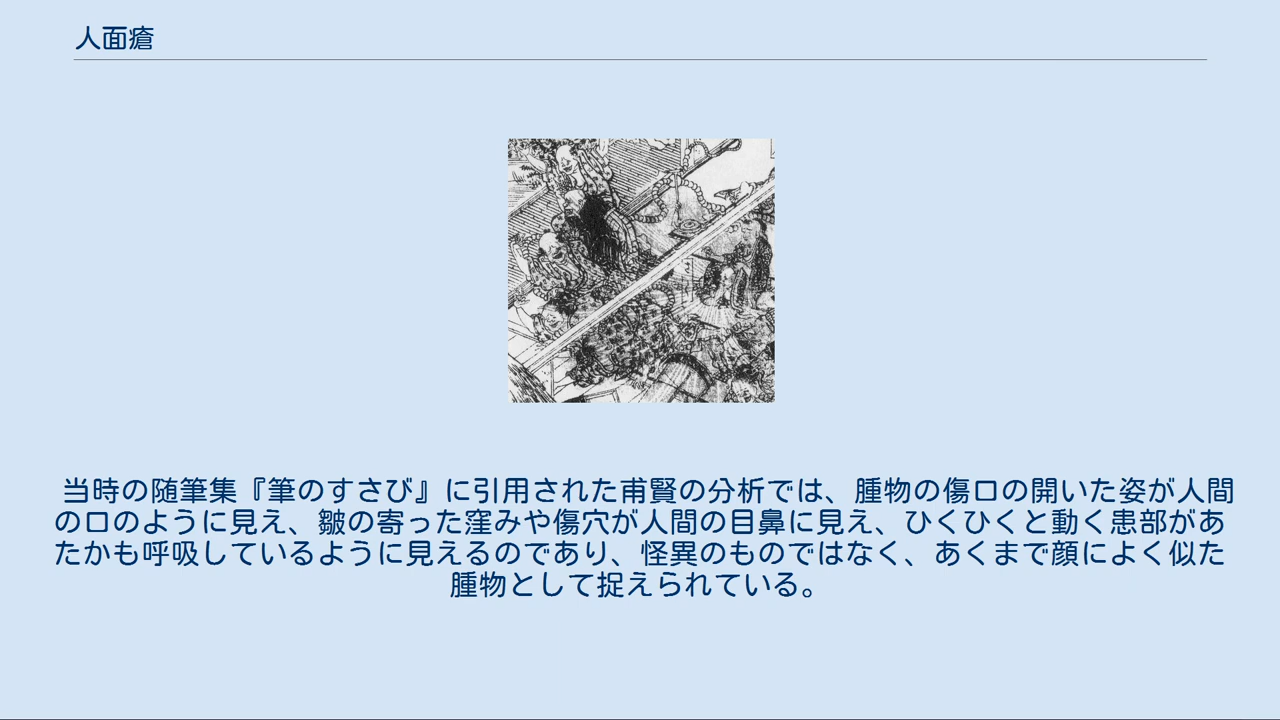 人面瘡
当時の随筆集『筆のすさび』に引用された甫賢の分析では、腫物の傷口の開いた姿が人間
の口のように見え、皺の寄った窪みや傷穴が人間の目鼻に見え、ひくひくと動く患部があ
たかも呼吸しているように見えるのであり、怪異のものではなく、あくまで顔によく似た
腫物として捉えられている。